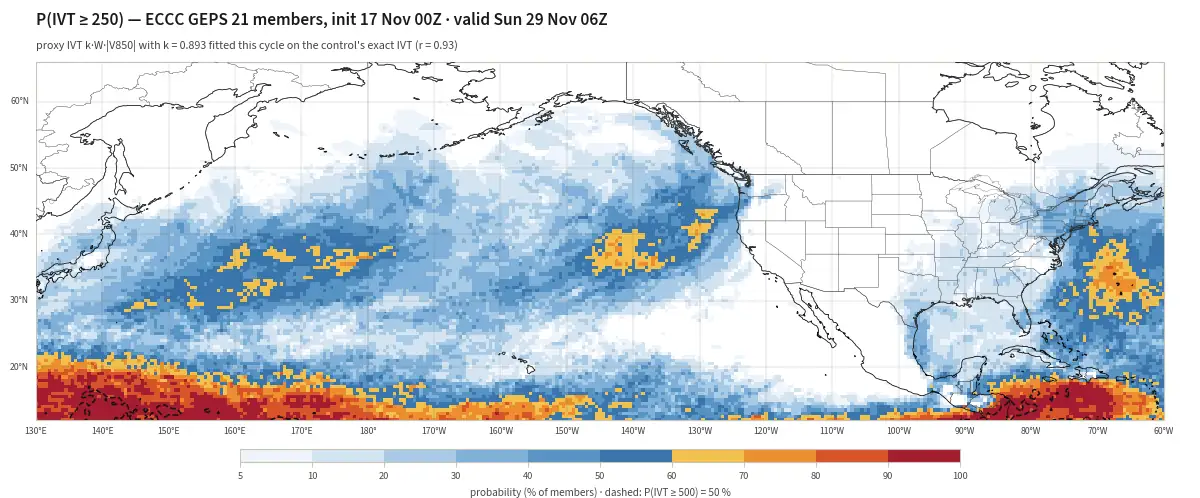 P(IVT ≥ 250) — ECCC GEPS 21 members, init 17 Nov 00Z · valid Sun 29 Nov 06Z
proxy IVT k·W·|V850| with k = 0.893 fitted this cycle on the control's exact IVT (r = 0.93)
60°N
50°N
40°N
30°N
20°N
130°E 140°E 150°E 160°E 170°E 180° 170°W 160°W 150°W 140°W 130°W 120°W 110°W 100°W 90°W 80°W 70°W 60°W
5 10 20 30 40 50 60 70 80 90 100
probability (% of members) · dashed: P(IVT ≥ 500) = 50 %